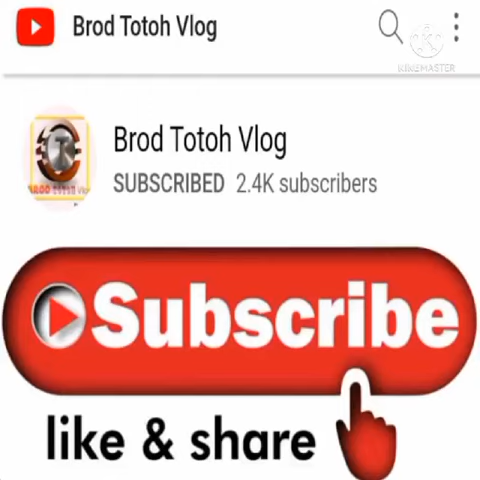 Brod Totoh Vlog
KINEMASTER
Brod Totoh Vlog
SUBSCRIBED 2.4K subscribers
Subscribe
like & share